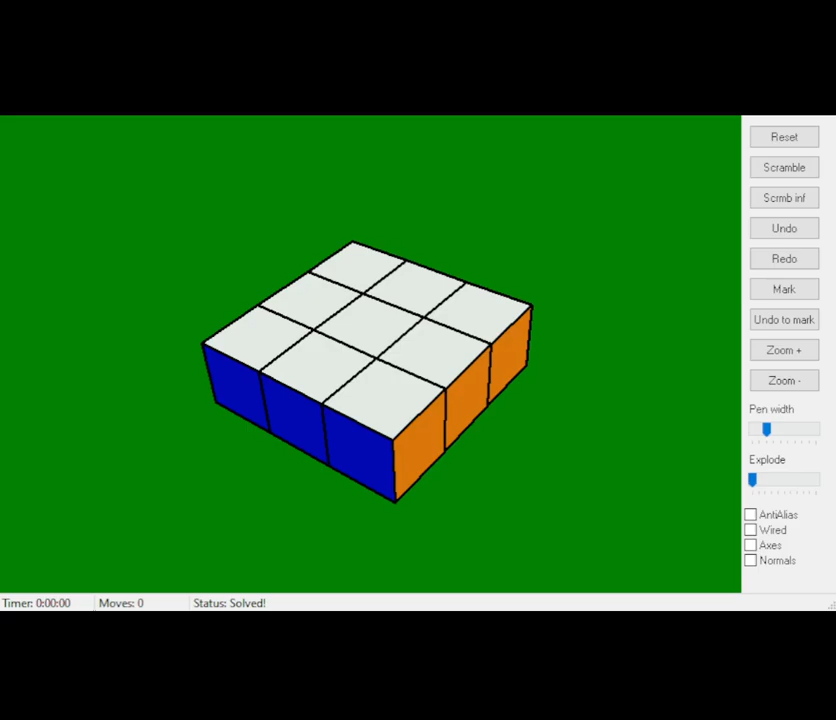 Reset
Scramble
Scrmb inf
Undo
Redo
Mark
Undo to mark
Zoom +
Zoom -
Pen width
Explode
AntiAlias
Wired
Axes
Normals
Timer: 0:00:00 Moves: 0 Status: Solved!